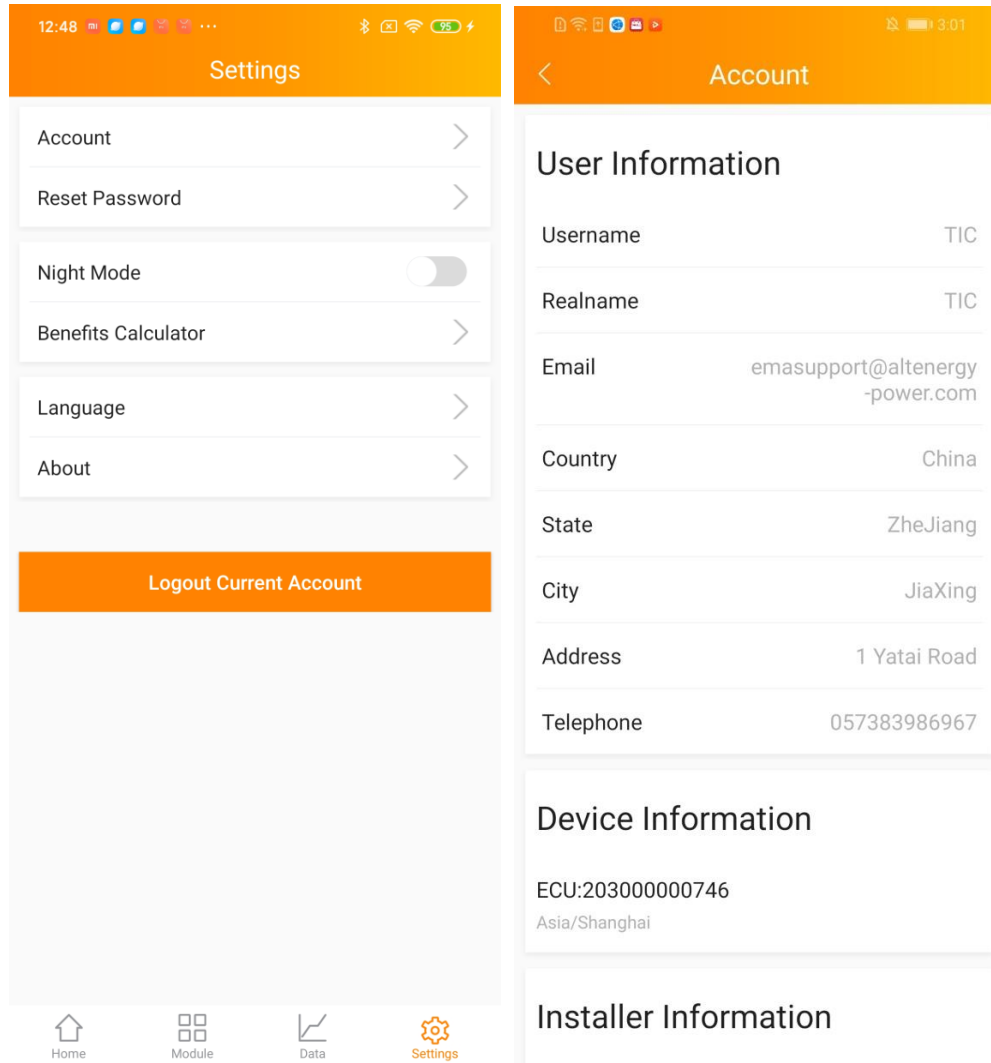 12:48
95
Settings
Account
Reset Password
Night Mode
Benefits Calculator
Language
About
Logout Current Account
Home
Module
Data
Settings
3:01
Account
User Information
Username TIC
Realname TIC
Email emasupport@altenergy
-power.com
Country China
State ZheJiang
City JiaXing
Address 1 Yatai Road
Telephone 057383986967
Device Information
ECU:203000000746
Asia/Shanghai
Installer Information